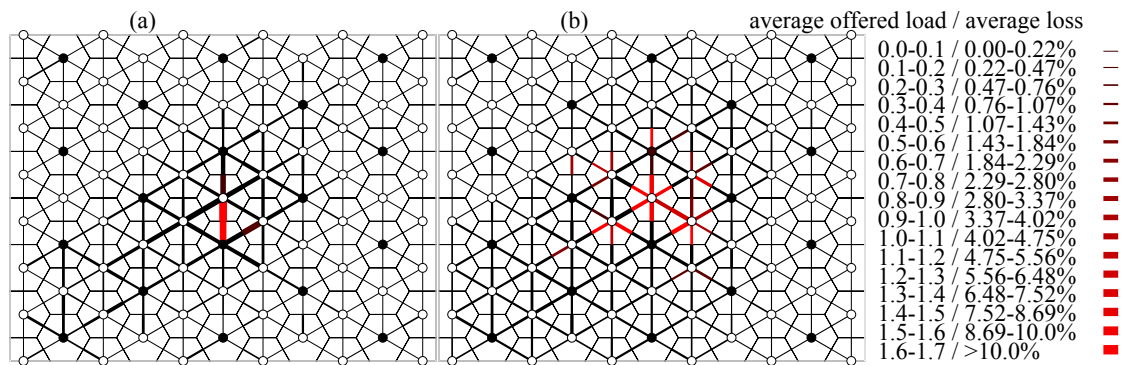 (a)
(b)
average offered load / average loss
0.0-0.1 / 0.00-0.22%
0.1-0.2 / 0.22-0.47%
0.2-0.3 / 0.47-0.76%
0.3-0.4 / 0.76-1.07%
0.4-0.5 / 1.07-1.43%
0.5-0.6 / 1.43-1.84%
0.6-0.7 / 1.84-2.29%
0.7-0.8 / 2.29-2.80%
0.8-0.9 / 2.80-3.37%
0.9-1.0 / 3.37-4.02%
1.0-1.1 / 4.02-4.75%
1.1-1.2 / 4.75-5.56%
1.2-1.3 / 5.56-6.48%
1.3-1.4 / 6.48-7.52%
1.4-1.5 / 7.52-8.69%
1.5-1.6 / 8.69-10.0%
1.6-1.7 / >10.0%